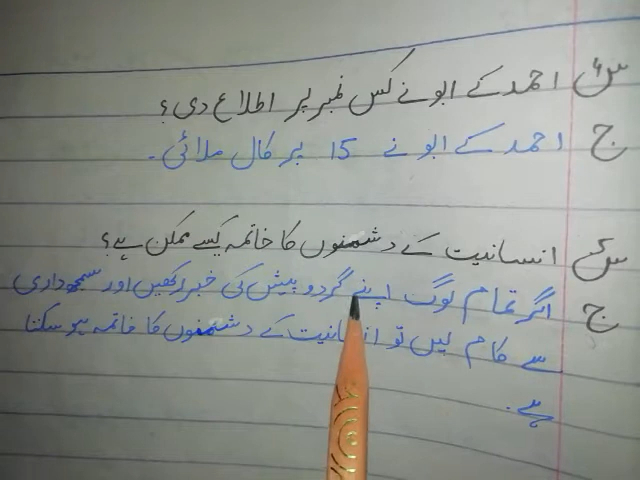 س۶ احمد کے ابو نے کس نمبر پر اطلاع دی؟
ج احمد کے ابو نے 15 پر کال ملائی۔
س۷ انسانیت کے دشمنوں کا خاتمہ کیسے ممکن ہے؟
ج اگر تمام لوگ اپنے گردو پیش کی خبر رکھیں اور سمجھداری
سے کام لیں تو انسانیت کے دشمنوں کا خاتمہ ہو سکتا
ہے۔